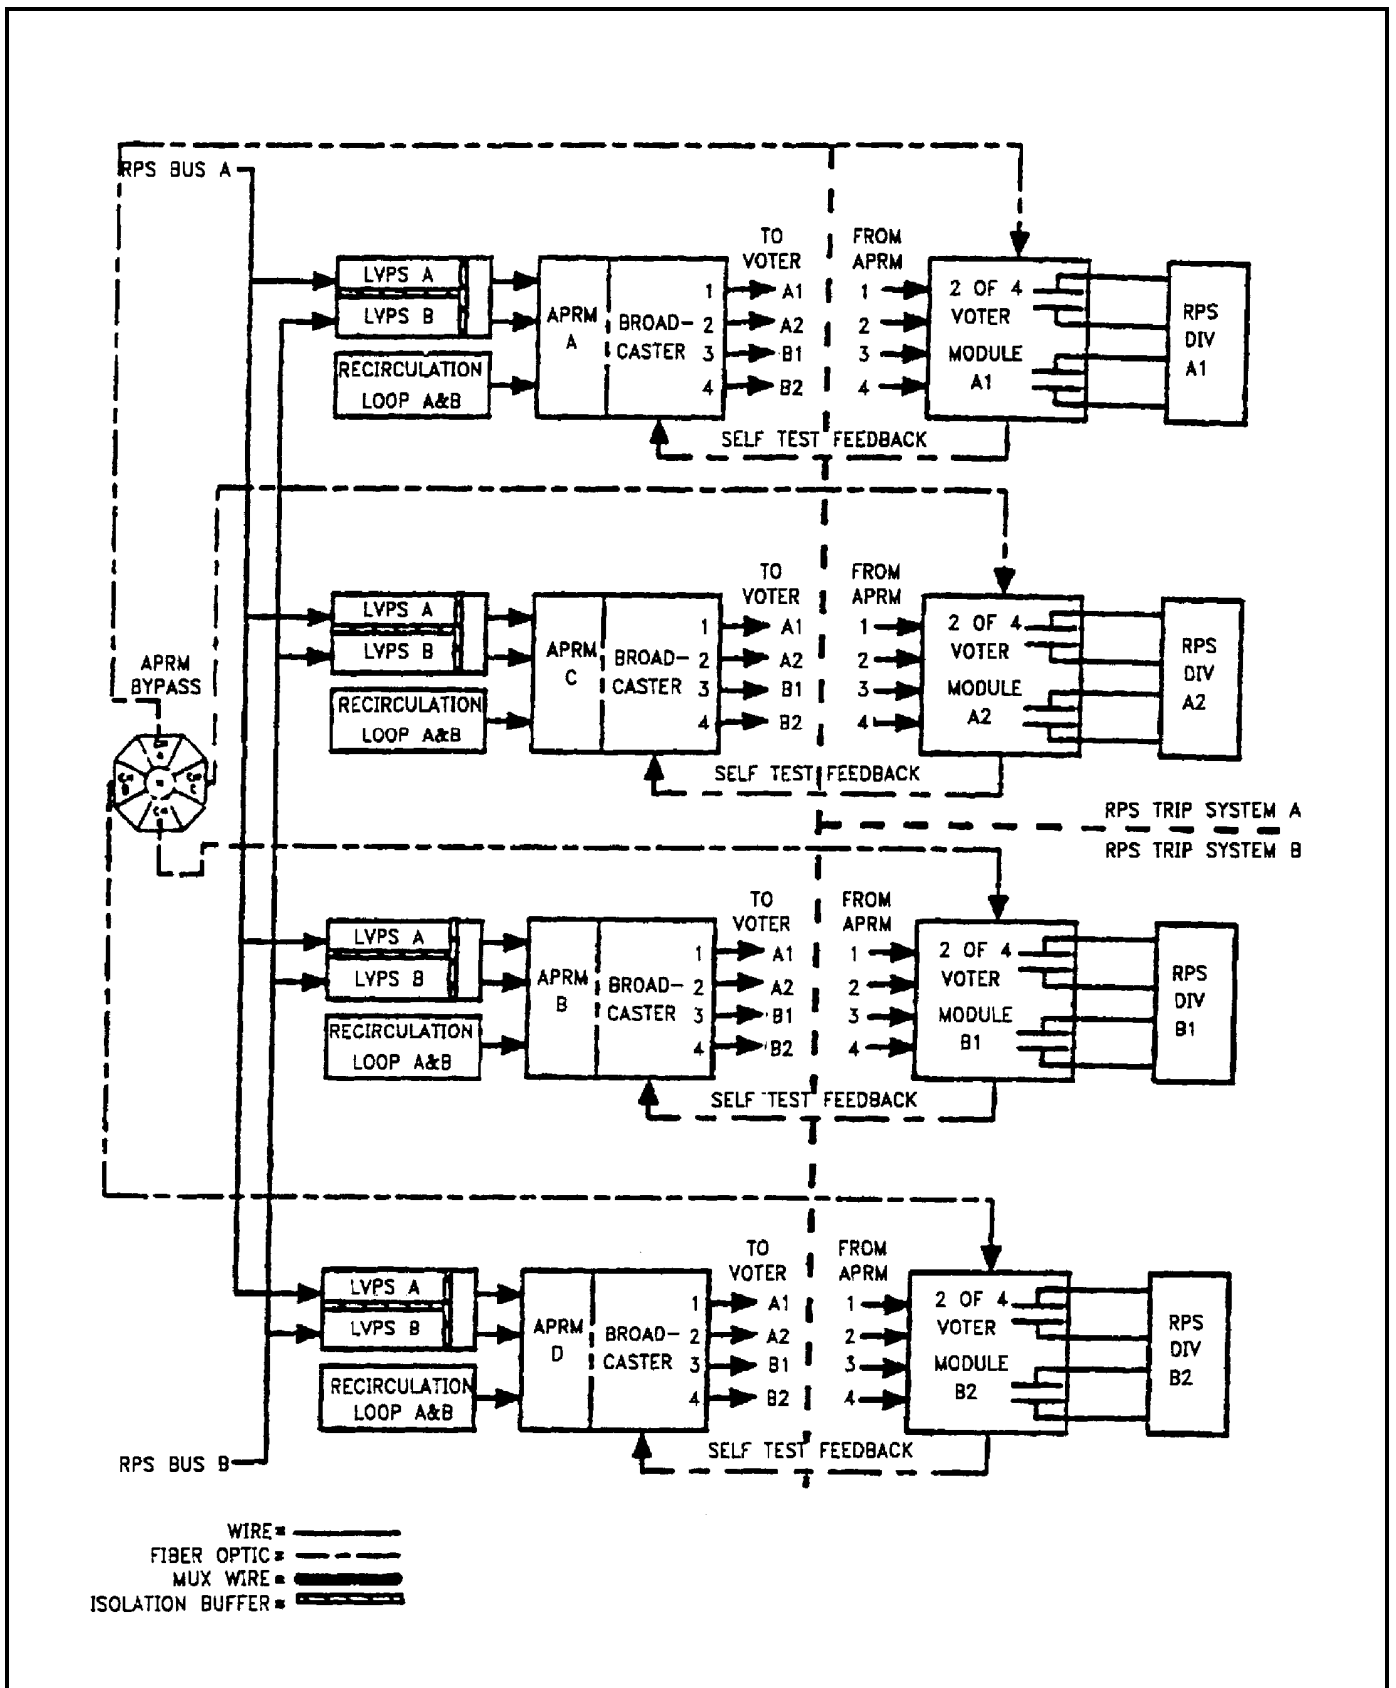 RPS BUS A
TO
VOTER
FROM
APRM
LVPS A
LVPS B
RECIRCULATION
LOOP A&B
APRM
A
BROAD-
CASTER
1
2
3
4
A1
A2
B1
B2
1
2
3
4
2 OF 4
VOTER
MODULE
A1
RPS
DIV
A1
SELF TEST FEEDBACK
TO
VOTER
FROM
APRM
LVPS A
LVPS B
RECIRCULATION
LOOP A&B
APRM
C
BROAD-
CASTER
1
2
3
4
A1
A2
B1
B2
1
2
3
4
2 OF 4
VOTER
MODULE
A2
RPS
DIV
A2
SELF TEST FEEDBACK
APRM
BYPASS
RPS TRIP SYSTEM A
RPS TRIP SYSTEM B
TO
VOTER
FROM
APRM
LVPS A
LVPS B
RECIRCULATION
LOOP A&B
APRM
B
BROAD-
CASTER
1
2
3
4
A1
A2
B1
B2
1
2
3
4
2 OF 4
VOTER
MODULE
B1
RPS
DIV
B1
SELF TEST FEEDBACK
TO
VOTER
FROM
APRM
LVPS A
LVPS B
RECIRCULATION
LOOP A&B
APRM
D
BROAD-
CASTER
1
2
3
4
A1
A2
B1
B2
1
2
3
4
2 OF 4
VOTER
MODULE
B2
RPS
DIV
B2
SELF TEST FEEDBACK
RPS BUS B
WIRE=
FIBER OPTIC=
MUX WIRE=
ISOLATION BUFFER=